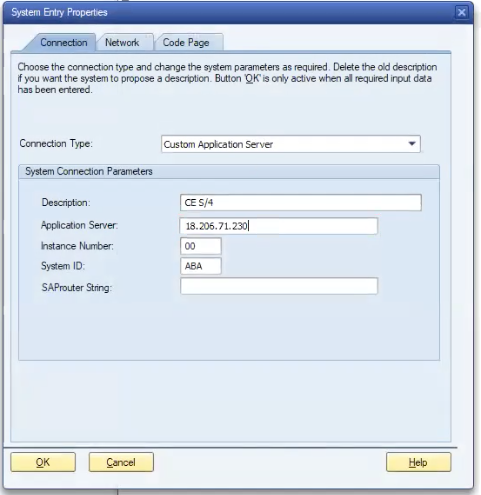 System Entry Properties
Connection Network Code Page
Choose the connection type and change the system parameters as required. Delete the old description
if you want the system to propose a description. Button 'OK' is only active when all required input data
has been entered.
Connection Type: Custom Application Server
System Connection Parameters
Description: CE S/4
Application Server: 18.206.71.230
Instance Number: 00
System ID: ABA
SAProuter String:
OK Cancel Help